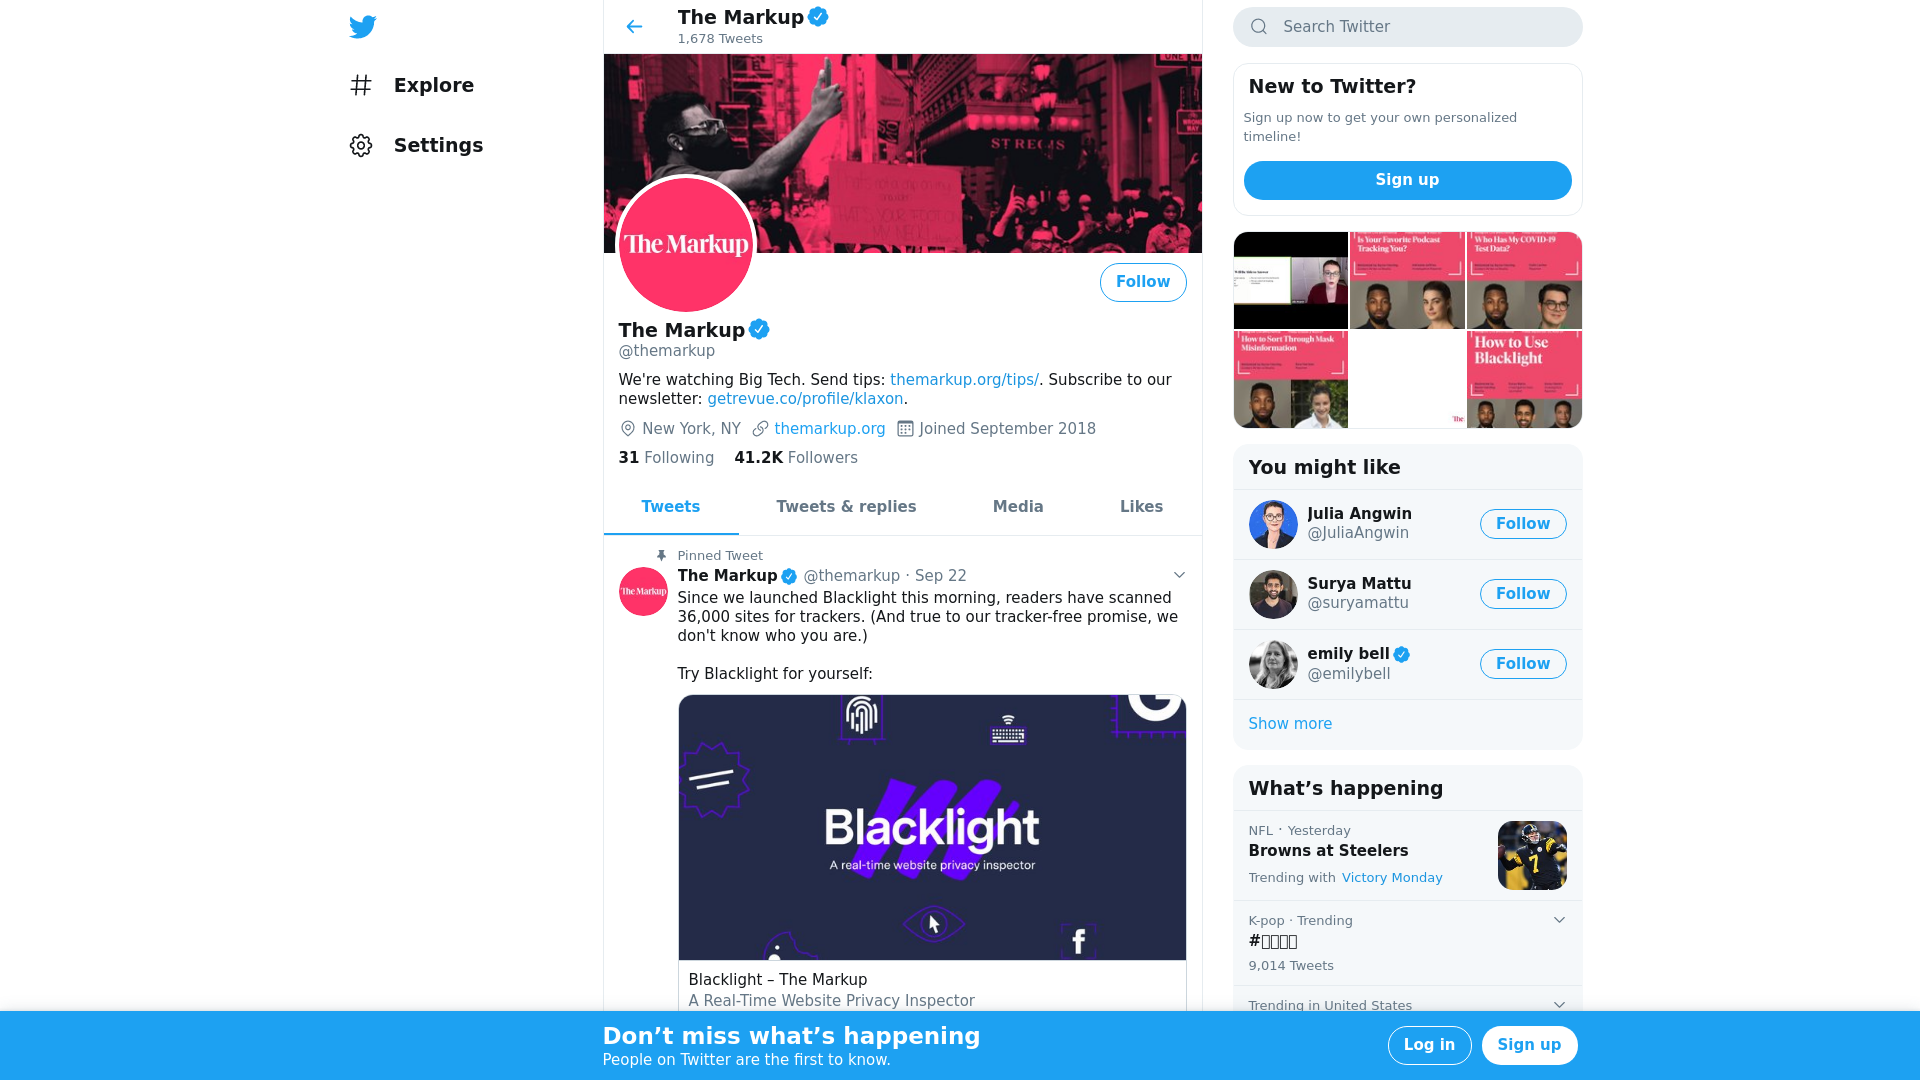 Explore
Settings
The Markup
1,678 Tweets
ST REGIS
The Markup
Follow
The Markup
@themarkup
We're watching Big Tech. Send tips: themarkup.org/tips/. Subscribe to our
newsletter: getrevue.co/profile/klaxon.
New York, NY themarkup.org Joined September 2018
31 Following 41.2K Followers
Tweets Tweets & replies Media Likes
Pinned Tweet
The Markup @themarkup · Sep 22
The Markup
Since we launched Blacklight this morning, readers have scanned
36,000 sites for trackers. (And true to our tracker-free promise, we
don't know who you are.)
Try Blacklight for yourself:
Blacklight
A real-time website privacy inspector
Blacklight – The Markup
A Real-Time Website Privacy Inspector
Search Twitter
New to Twitter?
Sign up now to get your own personalized
timeline!
Sign up
Is Your Favorite Podcast
Tracking You?
Who Has My COVID-19
Test Data?
How to Sort Through Mask
Misinformation
The
How to Use
Blacklight
You might like
Julia Angwin
@JuliaAngwin
Follow
Surya Mattu
@suryamattu
Follow
emily bell
@emilybell
Follow
Show more
What's happening
NFL · Yesterday
Browns at Steelers
Trending with Victory Monday
K-pop · Trending
9,014 Tweets
Trending in United States
Don't miss what's happening
People on Twitter are the first to know.
Log in
Sign up